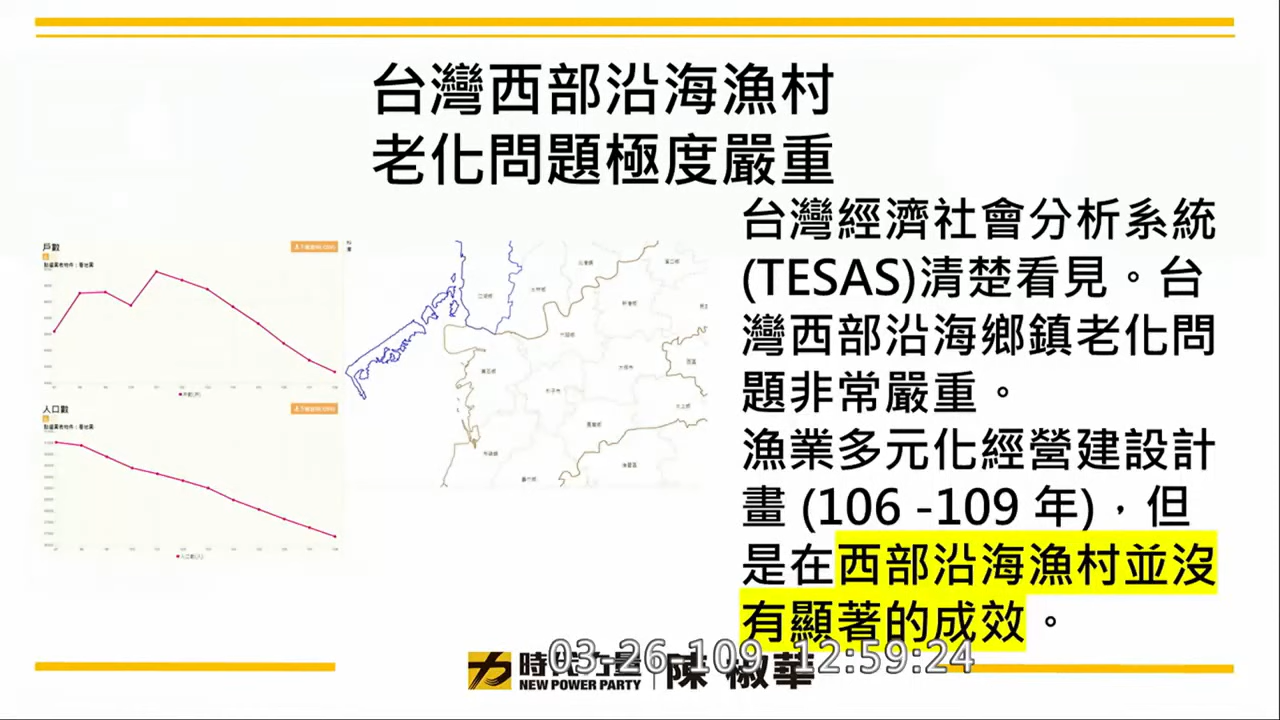 台灣西部沿海漁村
老化問題極度嚴重
台灣經濟社會分析系統
(TESAS)清楚看見。台
灣西部沿海鄉鎮老化問
題非常嚴重。
漁業多元化經營建設計
畫 (106 -109 年)，但
是在西部沿海漁村並沒
有顯著的成效。
戶數
人口數
時代力量
NEW POWER PARTY
陳椒華
03-26-109 12:59:24